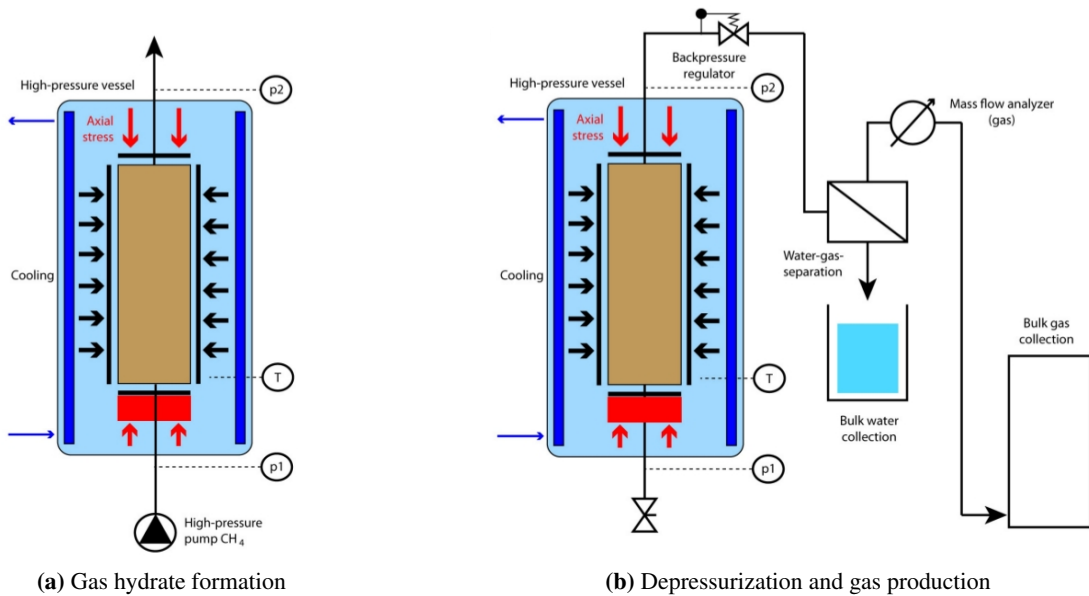 High-pressure vessel
p2
Axial
stress
Cooling
T
p1
High-pressure
pump CH₄
(a) Gas hydrate formation
Backpressure
regulator
High-pressure vessel
p2
Axial
stress
Mass flow analyzer
(gas)
Cooling
Water-gas-
separation
Bulk gas
collection
T
Bulk water
collection
p1
(b) Depressurization and gas production